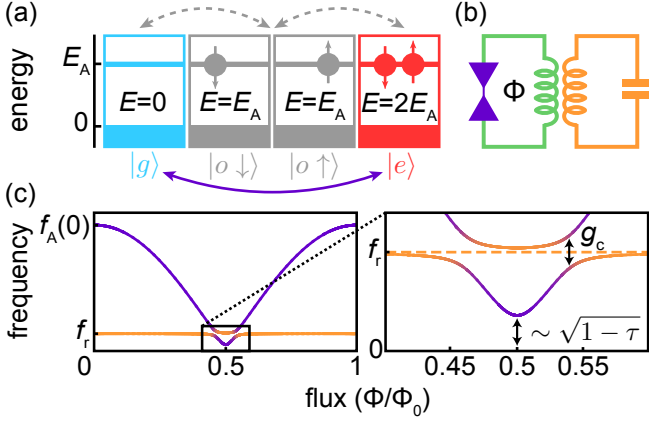 (a)
(b)
energy
E_A
0
E=0
E=E_A
E=E_A
E=2E_A
|g⟩
|o ↓⟩
|o ↑⟩
|e⟩
Φ
(c)
frequency
f_A(0)
f_r
0
0.5
1
f_r
0
g_c
∼ √1 − τ
0.45
0.5
0.55
flux (Φ/Φ_0)